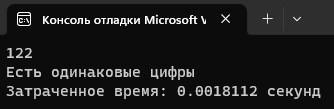 Консоль отладки Microsoft V
122
Есть одинаковые цифры
Затраченное время: 0.0018112 секунд